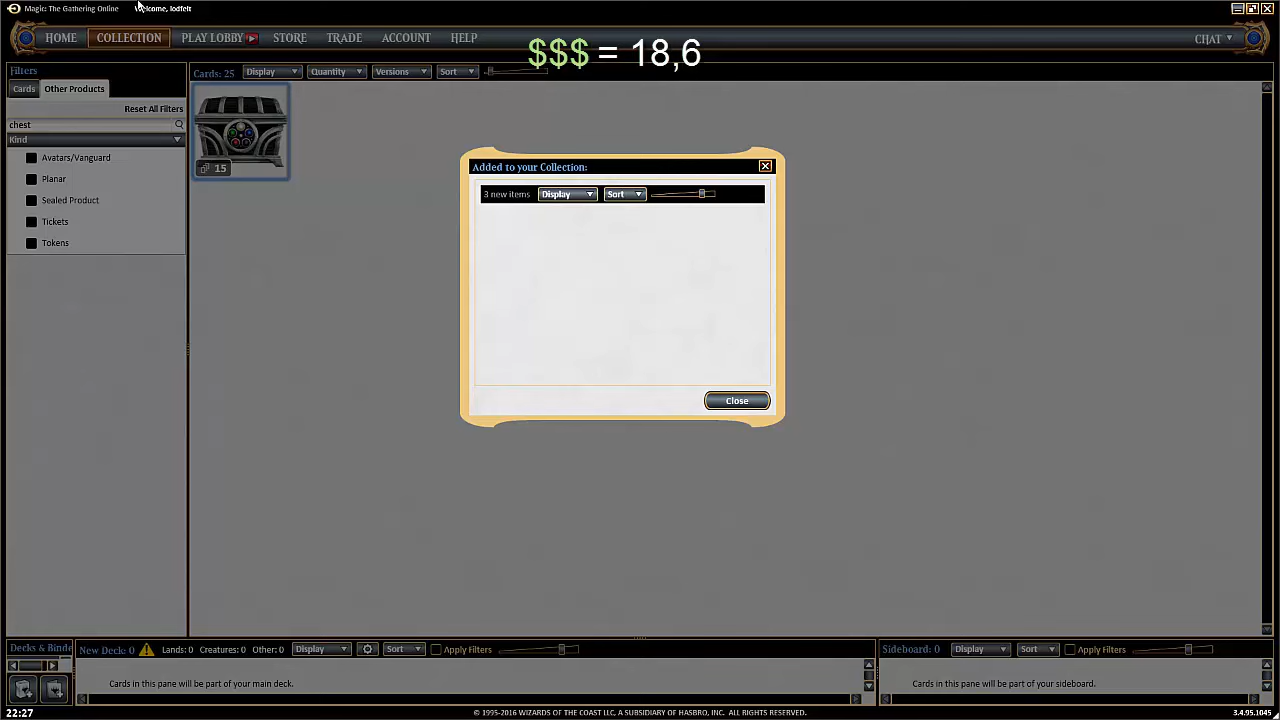 Magic: The Gathering Online
Welcome, lodfelt
HOME COLLECTION PLAY LOBBY STORE TRADE ACCOUNT HELP CHAT
$$$ = 18,6
Filters
Cards: 25 Display Quantity Versions Sort
Cards Other Products
Reset All Filters
chest
Kind
Avatars/Vanguard
Planar
Sealed Product
Tickets
Tokens
15
Added to your Collection:
3 new items Display Sort
Close
Decks & Binde
New Deck: 0 Lands: 0 Creatures: 0 Other: 0 Display Sort Apply Filters
Sideboard: 0 Display Sort Apply Filters
Cards in this pane will be part of your main deck.
Cards in this pane will be part of your sideboard.
22:27
© 1995-2016 WIZARDS OF THE COAST LLC, A SUBSIDIARY OF HASBRO, INC. ALL RIGHTS RESERVED.
3.4.95.1045